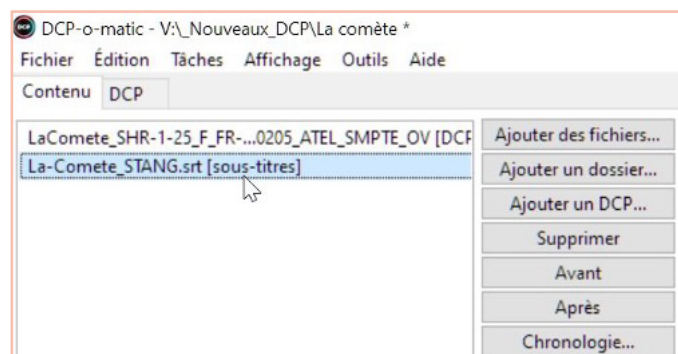 DCP-o-matic - V:\_Nouveaux_DCP\La comète *
Fichier Édition Tâches Affichage Outils Aide
Contenu DCP
LaComete_SHR-1-25_F_FR-...0205_ATEL_SMPTE_OV [DCP
La-Comete_STANG.srt [sous-titres]
Ajouter des fichiers...
Ajouter un dossier...
Ajouter un DCP...
Supprimer
Avant
Après
Chronologie...